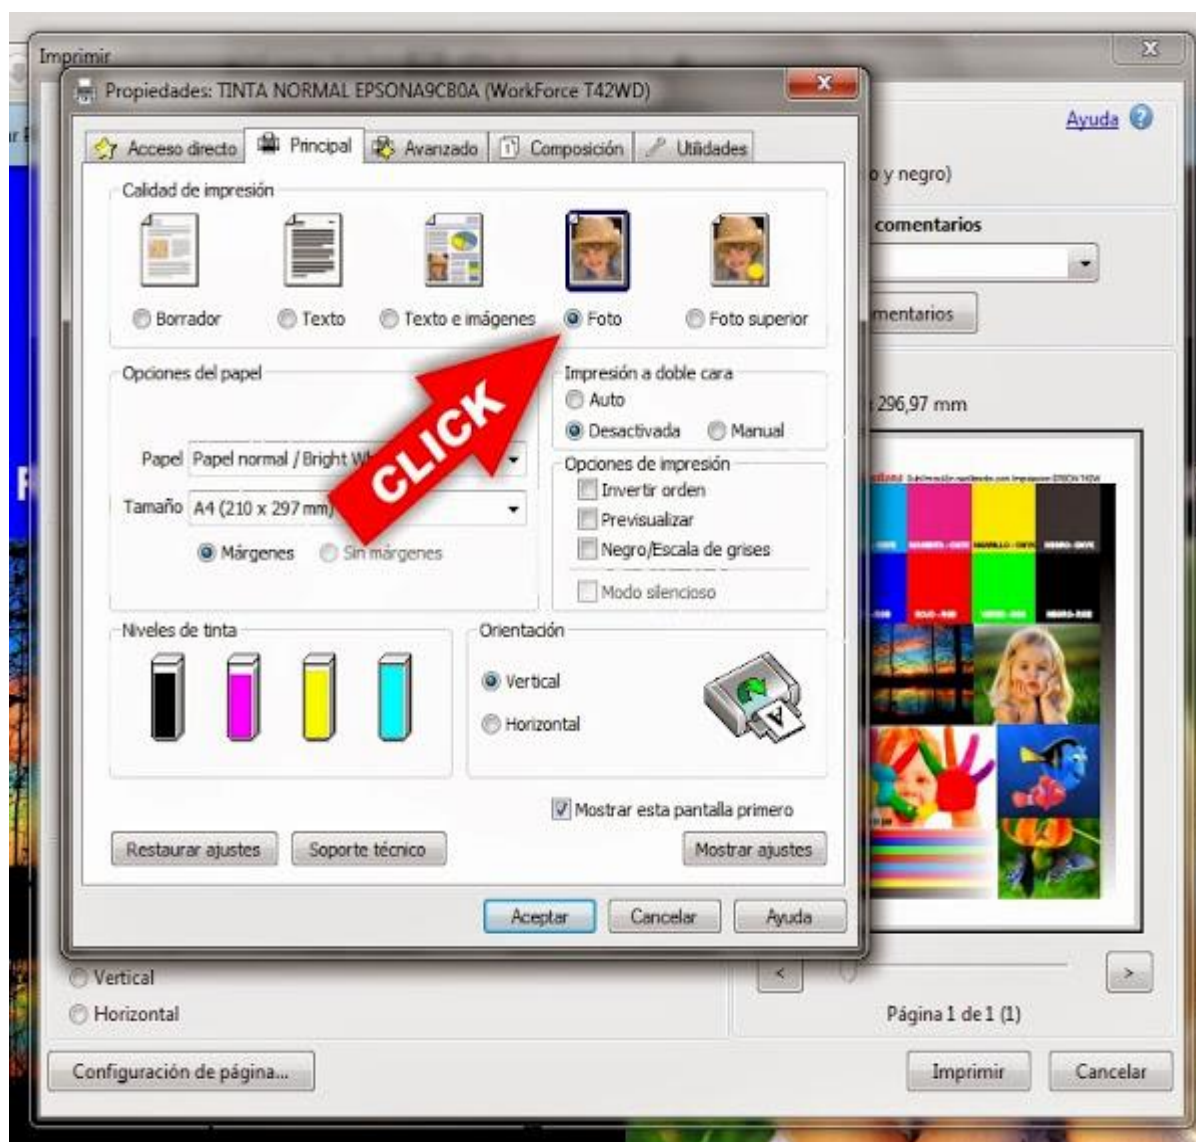 Imprimir
Propiedades: TINTA NORMAL EPSONA9CB0A (WorkForce T42WD)
Ayuda
Acceso directo Principal Avanzado Composición Utilidades
Calidad de impresión
o y negro)
comentarios
Borrador Texto Texto e imágenes Foto Foto superior
mentarios
CLICK
Opciones del papel
Impresión a doble cara
Auto
296,97 mm
Desactivada Manual
Papel Papel normal / Bright W
Opciones de impresión
Invertir orden
Tamaño A4 (210 x 297 mm)
Previsualizar
Márgenes Sin márgenes
Negro/Escala de grises
Modo silencioso
Niveles de tinta
Orientación
Vertical
Horizontal
Mostrar esta pantalla primero
Restaurar ajustes Soporte técnico Mostrar ajustes
Aceptar Cancelar Ayuda
Vertical
< >
Horizontal
Página 1 de 1 (1)
Configuración de página... Imprimir Cancelar